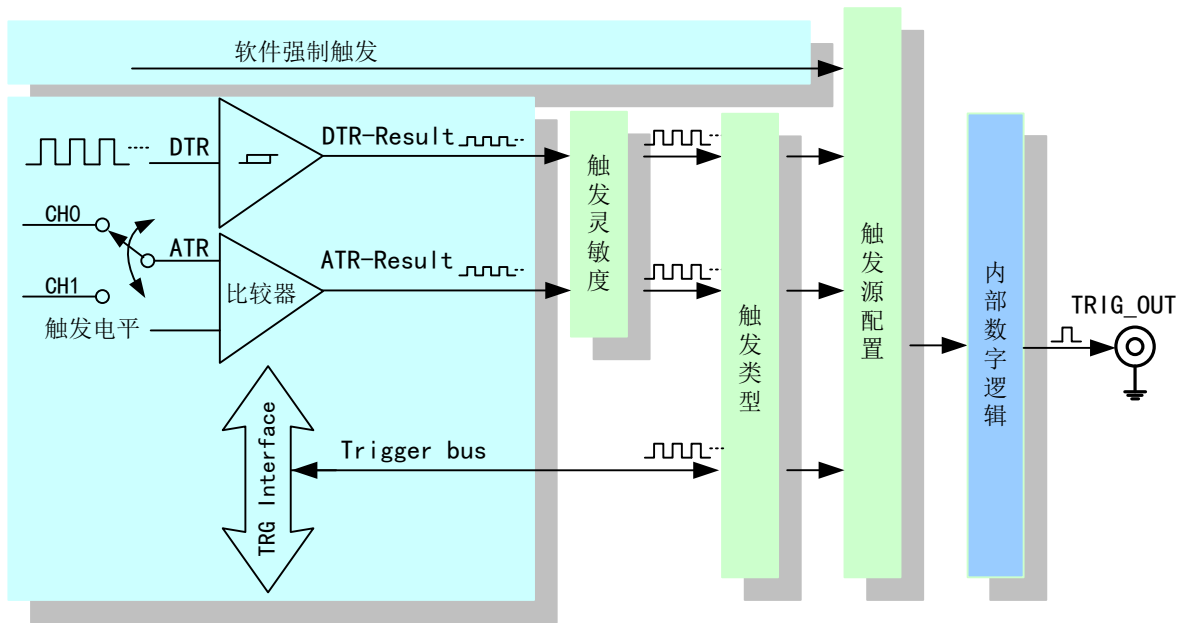 软件强制触发
DTR
DTR-Result
CH0
ATR
ATR-Result
CH1
比较器
触发电平
TRG Interface
Trigger bus
触发灵敏度
触发类型
触发源配置
内部数字逻辑
TRIG_OUT